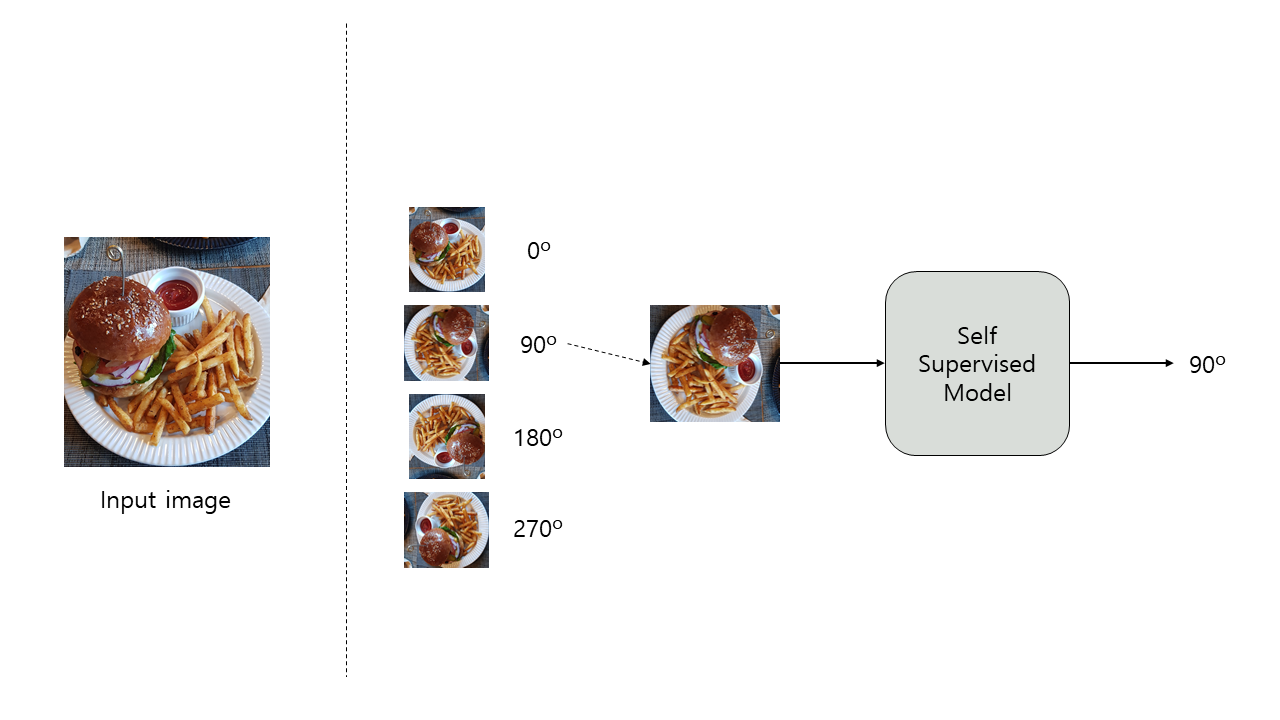 Input image
0º
90º
180º
270º
Self
Supervised
Model
90º